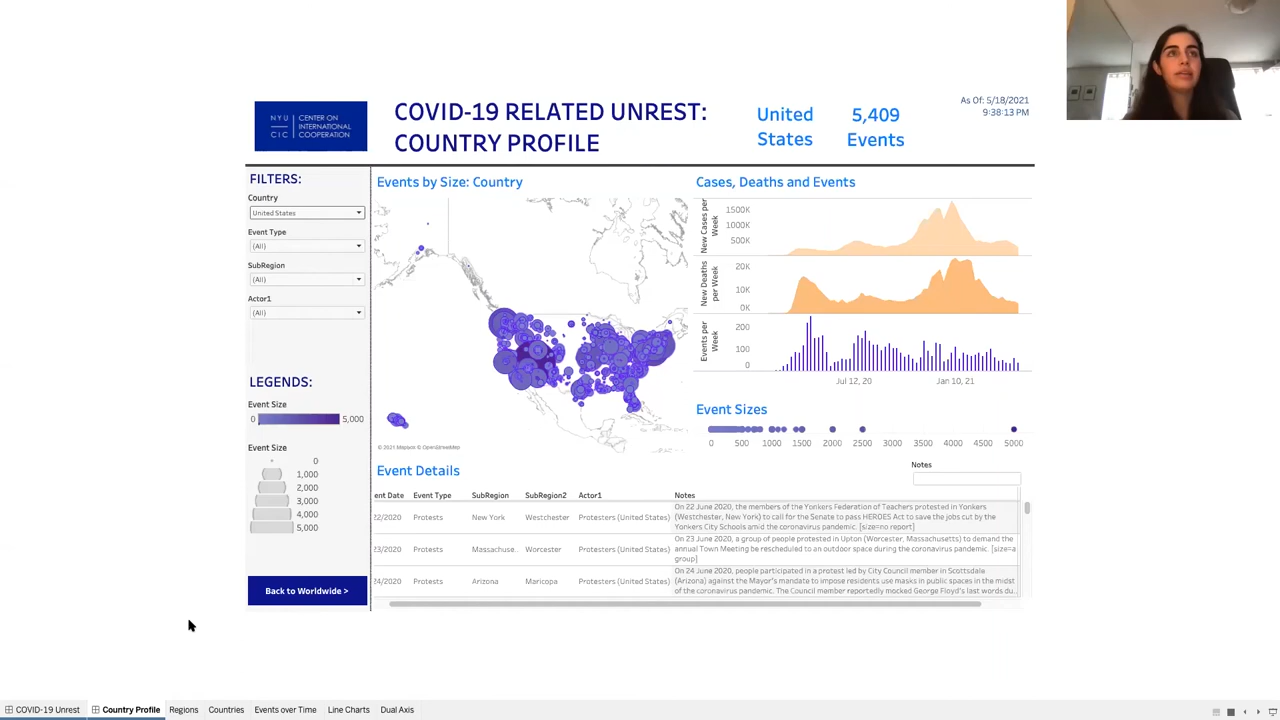 NYU | CENTER ON
CIC | INTERNATIONAL
COOPERATION
COVID-19 RELATED UNREST:
COUNTRY PROFILE
United
States
5,409
Events
As Of: 5/18/2021
9:38:13 PM
FILTERS:
Country
United States
Event Type
(All)
SubRegion
(All)
Actor1
(All)
LEGENDS:
Event Size
0
5,000
Event Size
0
1,000
2,000
3,000
4,000
5,000
Back to Worldwide >
Events by Size: Country
© 2021 Mapbox © OpenStreetMap
Cases, Deaths and Events
New Cases per
Week
1500K
1000K
500K
New Deaths
per Week
20K
10K
0K
Events per
Week
200
100
0
Jul 12, 20
Jan 10, 21
Event Sizes
0 500 1000 1500 2000 2500 3000 3500 4000 4500 5000
Event Details
Notes
ent Date Event Type SubRegion SubRegion2 Actor1 Notes
2/2020 Protests New York Westchester Protesters (United States)
On 22 June 2020, the members of the Yonkers Federation of Teachers protested in Yonkers
(Westchester, New York) to call for the Senate to pass HEROES Act to save the jobs cut by the
Yonkers City Schools amid the coronavirus pandemic. [size=no report]
3/2020 Protests Massachuse.. Worcester Protesters (United States)
On 23 June 2020, a group of people protested in Upton (Worcester, Massachusetts) to demand the
annual Town Meeting be rescheduled to an outdoor space during the coronavirus pandemic. [size=a
group]
4/2020 Protests Arizona Maricopa Protesters (United States)
On 24 June 2020, people participated in a protest led by City Council member in Scottsdale
(Arizona) against the Mayor's mandate to impose residents use masks in public spaces in the midst
of the coronavirus pandemic. The Council member reportedly mocked George Floyd's last words du..
COVID-19 Unrest Country Profile Regions Countries Events over Time Line Charts Dual Axis